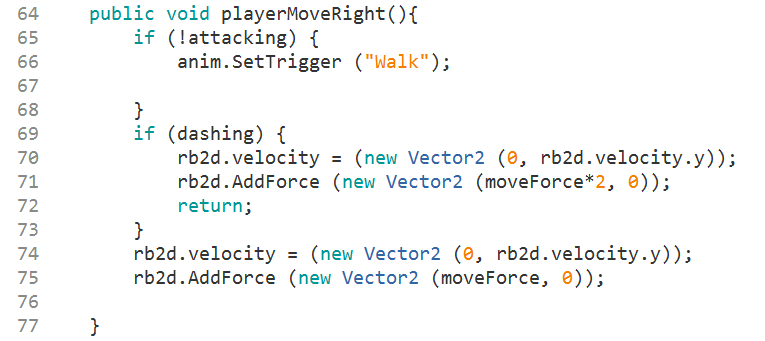 64    public void playerMoveRight(){
65        if (!attacking) {
66            anim.SetTrigger ("Walk");
67
68        }
69        if (dashing) {
70            rb2d.velocity = (new Vector2 (0, rb2d.velocity.y));
71            rb2d.AddForce (new Vector2 (moveForce*2, 0));
72            return;
73        }
74        rb2d.velocity = (new Vector2 (0, rb2d.velocity.y));
75        rb2d.AddForce (new Vector2 (moveForce, 0));
76
77    }